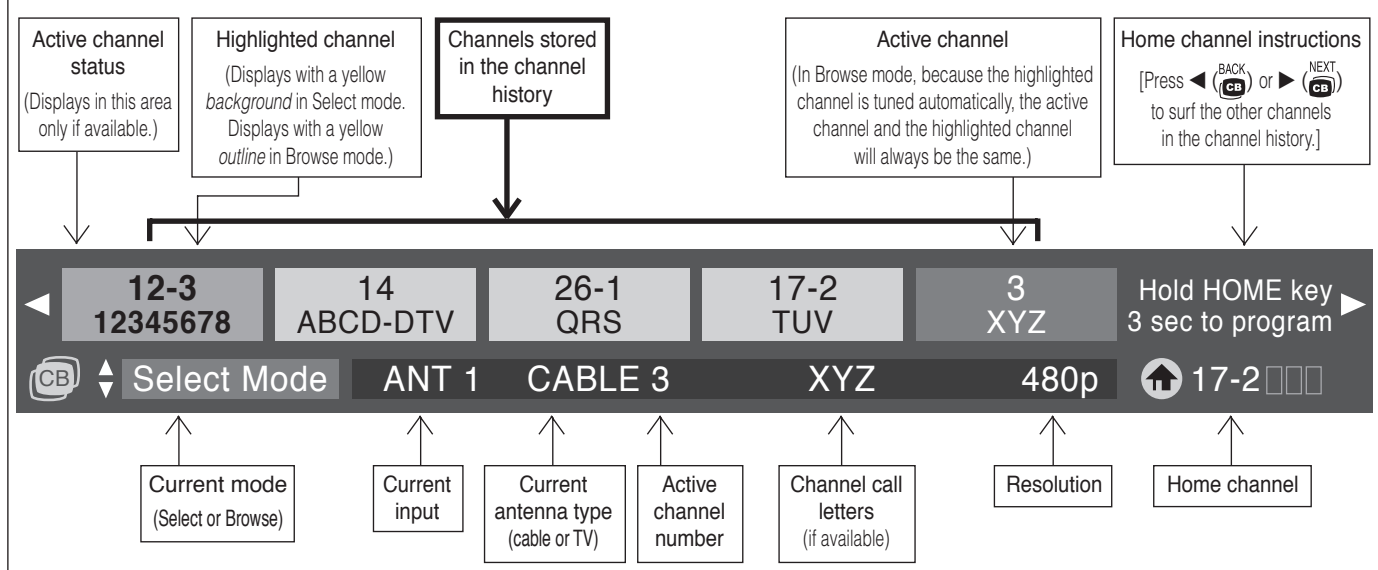 Active channel
status
(Displays in this area
only if available.)
Highlighted channel
(Displays with a yellow
background in Select mode.
Displays with a yellow
outline in Browse mode.)
Channels stored
in the channel
history
Active channel
(In Browse mode, because the highlighted
channel is tuned automatically, the active
channel and the highlighted channel
will always be the same.)
Home channel instructions
[Press ◀ (BACK CB) or ▶ (NEXT CB)
to surf the other channels
in the channel history.]
12-3
12345678
14
ABCD-DTV
26-1
QRS
17-2
TUV
3
XYZ
Hold HOME key
3 sec to program
CB Select Mode ANT 1 CABLE 3 XYZ 480p 17-2
Current mode
(Select or Browse)
Current
input
Current
antenna type
(cable or TV)
Active
channel
number
Channel call
letters
(if available)
Resolution
Home channel